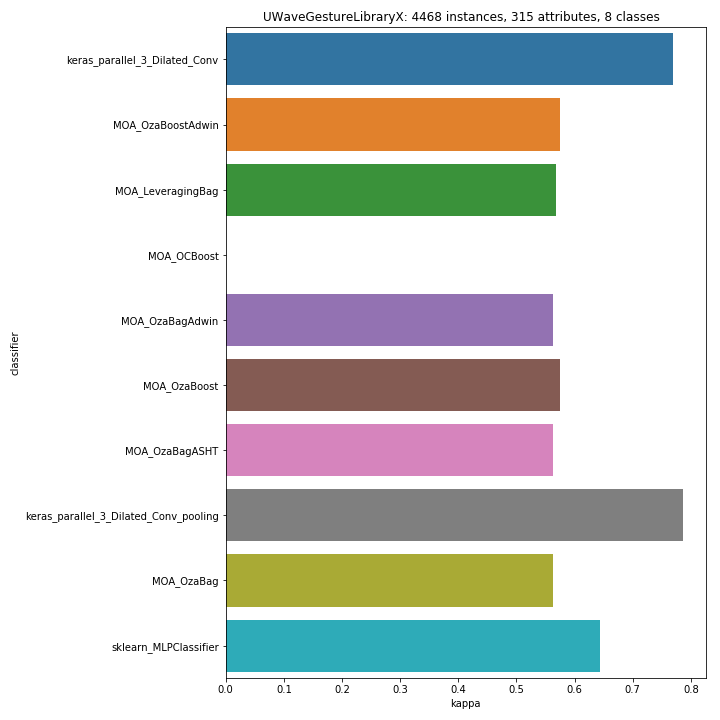 UWaveGestureLibraryX: 4468 instances, 315 attributes, 8 classes
keras_parallel_3_Dilated_Conv
MOA_OzaBoostAdwin
MOA_LeveragingBag
MOA_OCBoost
MOA_OzaBagAdwin
classifier
MOA_OzaBoost
MOA_OzaBagASHT
keras_parallel_3_Dilated_Conv_pooling
MOA_OzaBag
sklearn_MLPClassifier
0.0 0.1 0.2 0.3 0.4 0.5 0.6 0.7 0.8
kappa